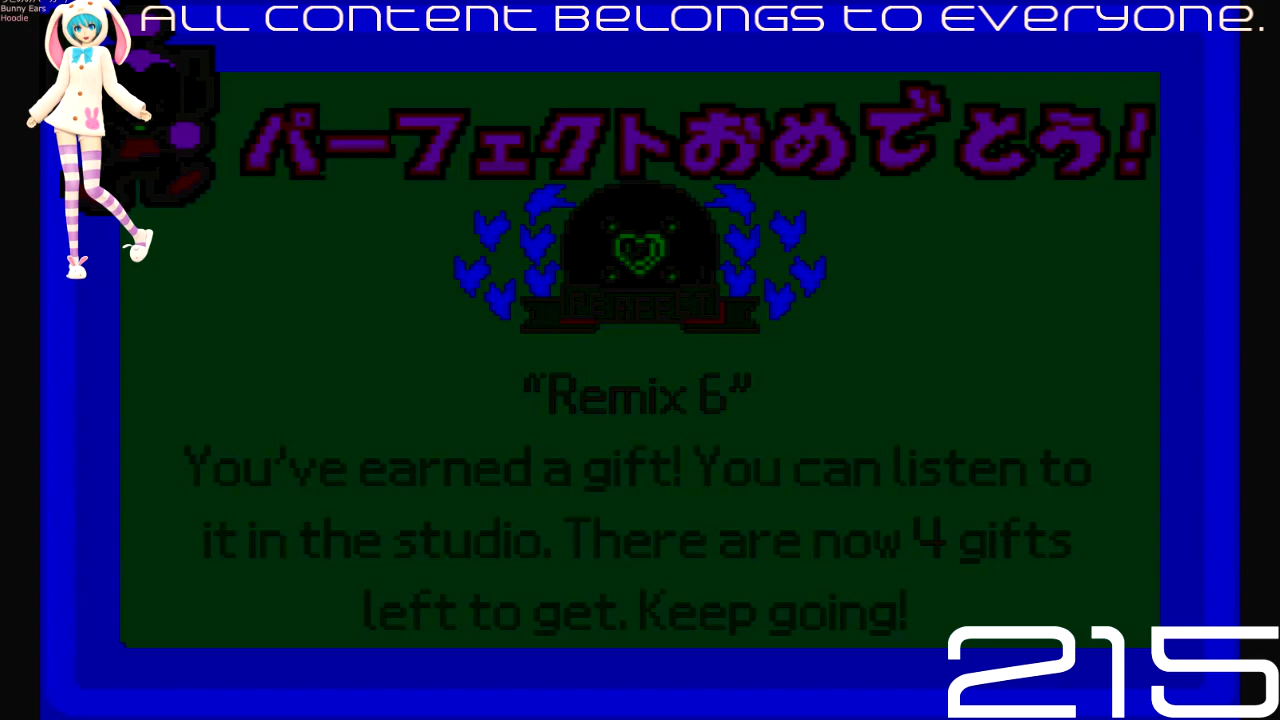 Bunny Ears
Hoodie
ALL CONTENT BELONGS TO EVERYONE.
パーフェクトおめでとう!
PERFECT
"Remix 6"
You've earned a gift! You can listen to
it in the studio. There are now 4 gifts
left to get. Keep going!
215